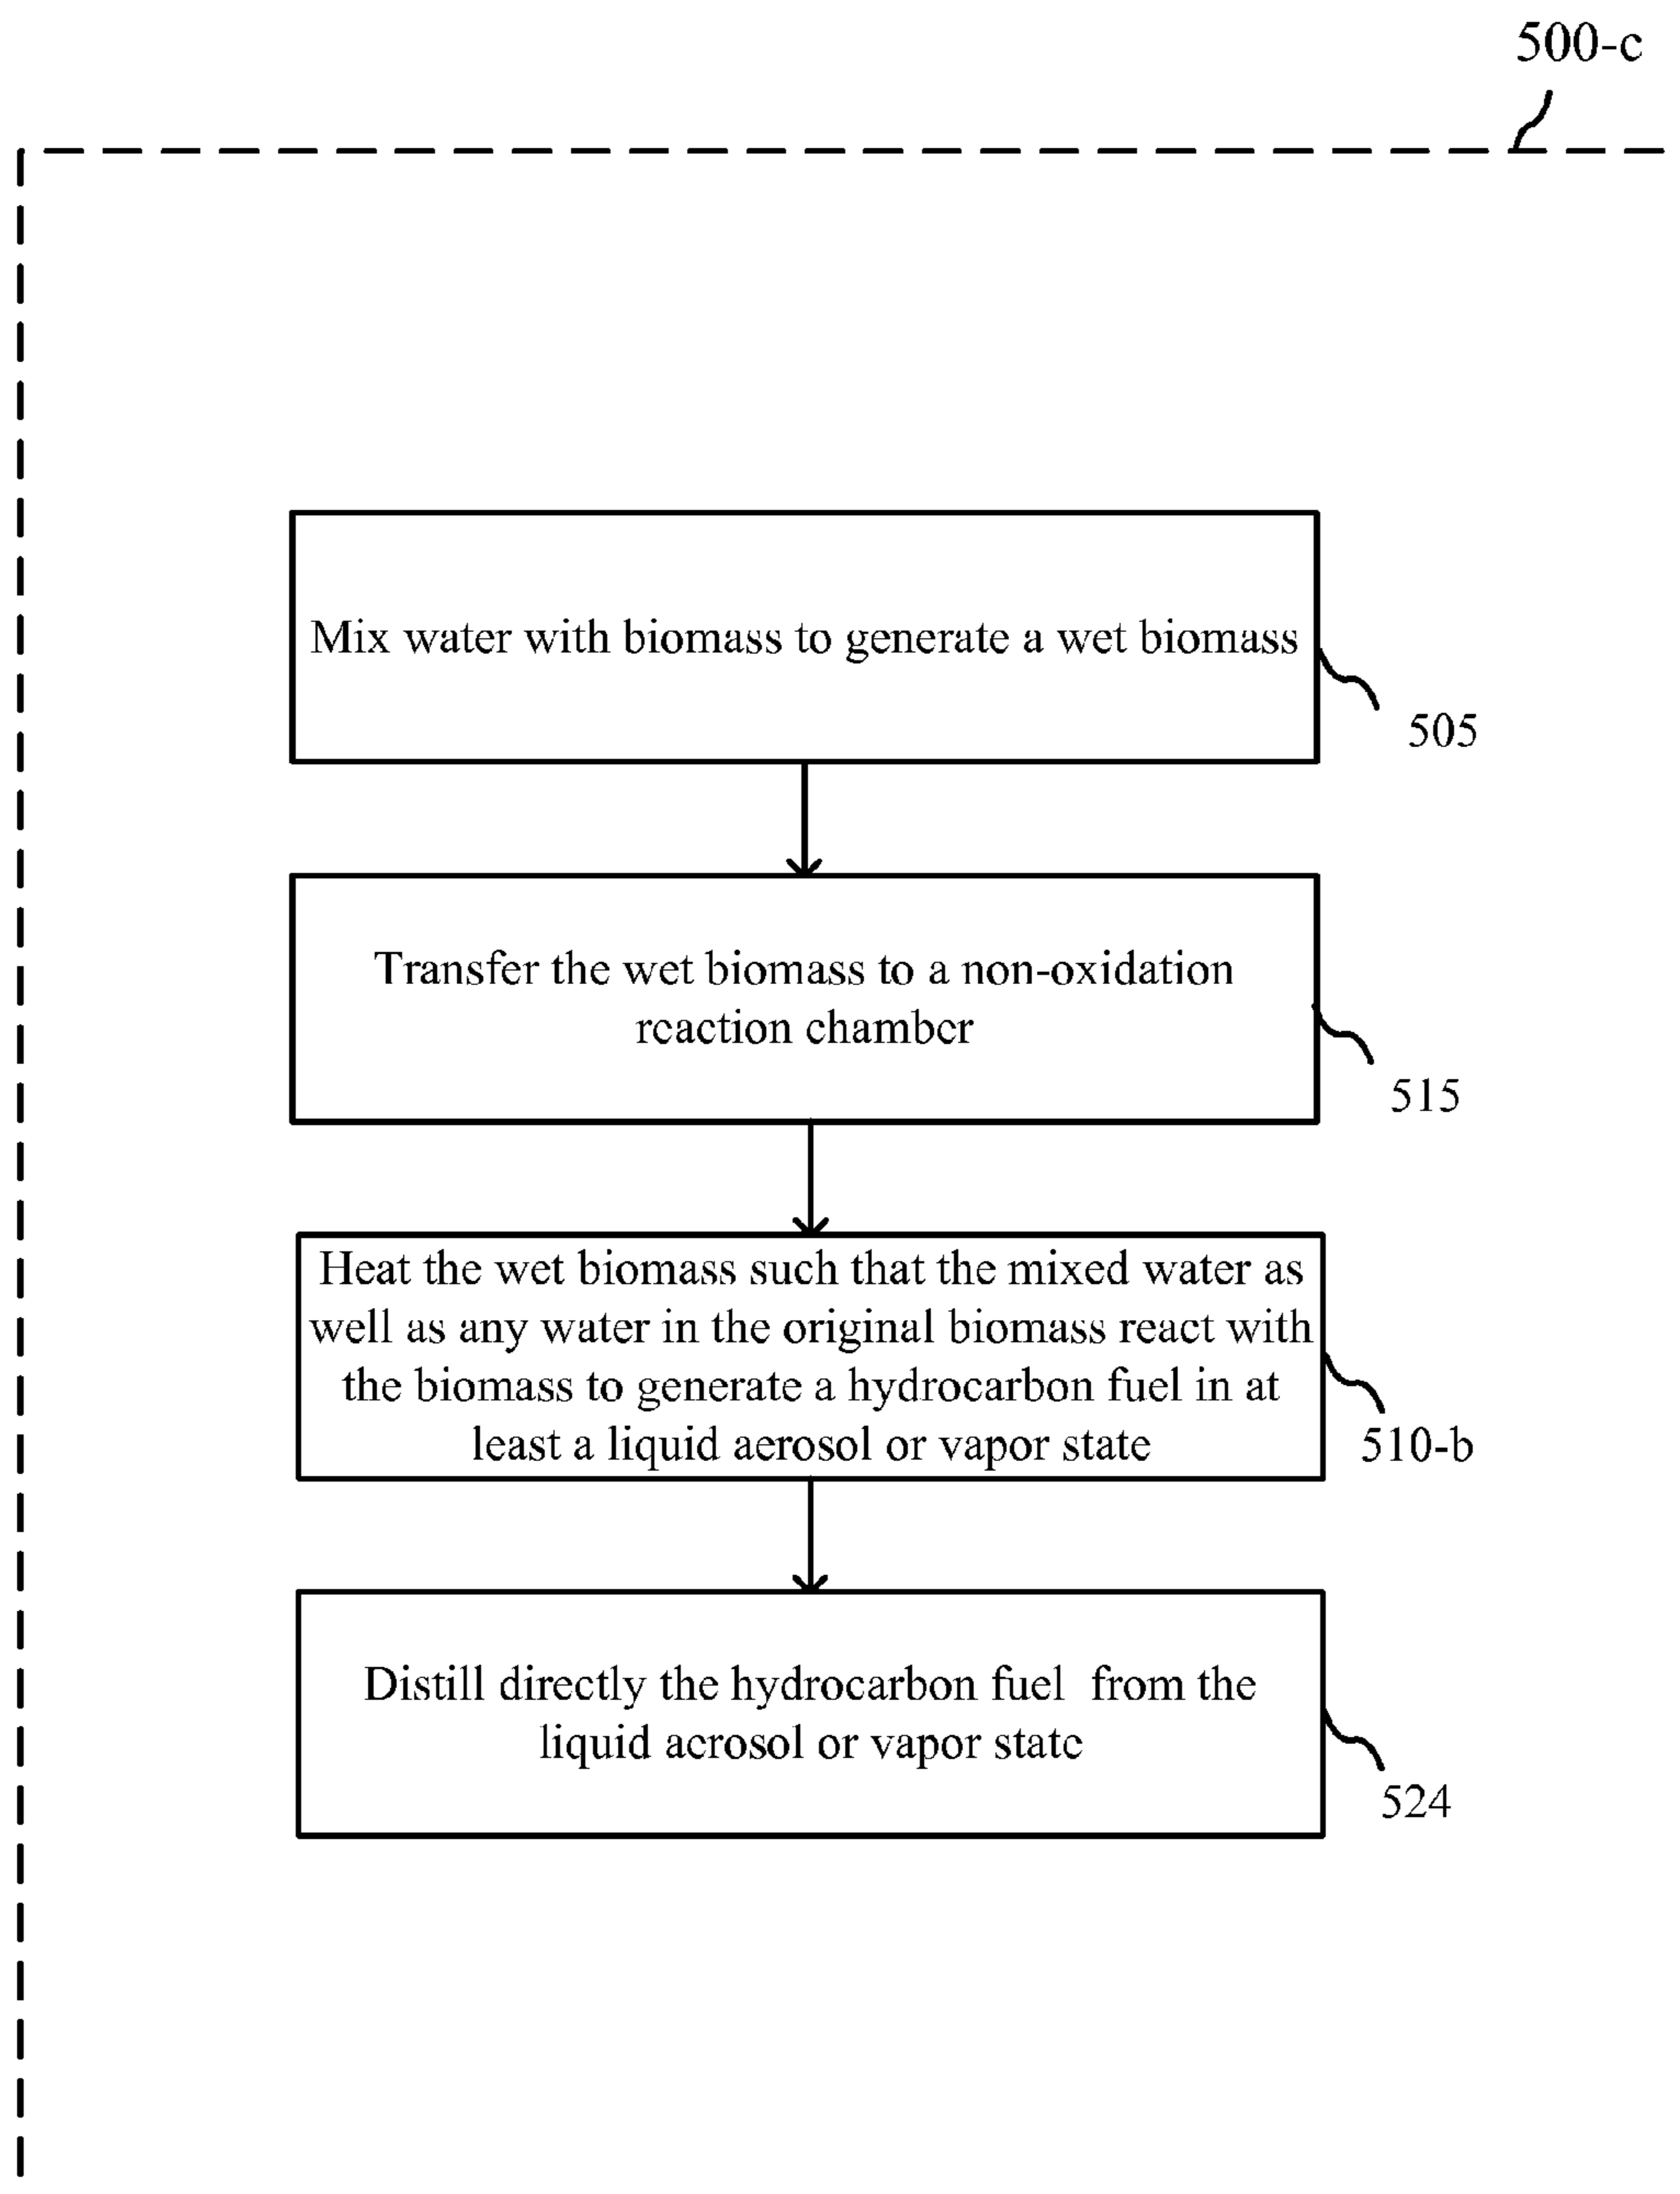 500-c
Mix water with biomass to generate a wet biomass
505
Transfer the wet biomass to a non-oxidation
reaction chamber
515
Heat the wet biomass such that the mixed water as
well as any water in the original biomass react with
the biomass to generate a hydrocarbon fuel in at
least a liquid aerosol or vapor state
510-b
Distill directly the hydrocarbon fuel from the
liquid aerosol or vapor state
524